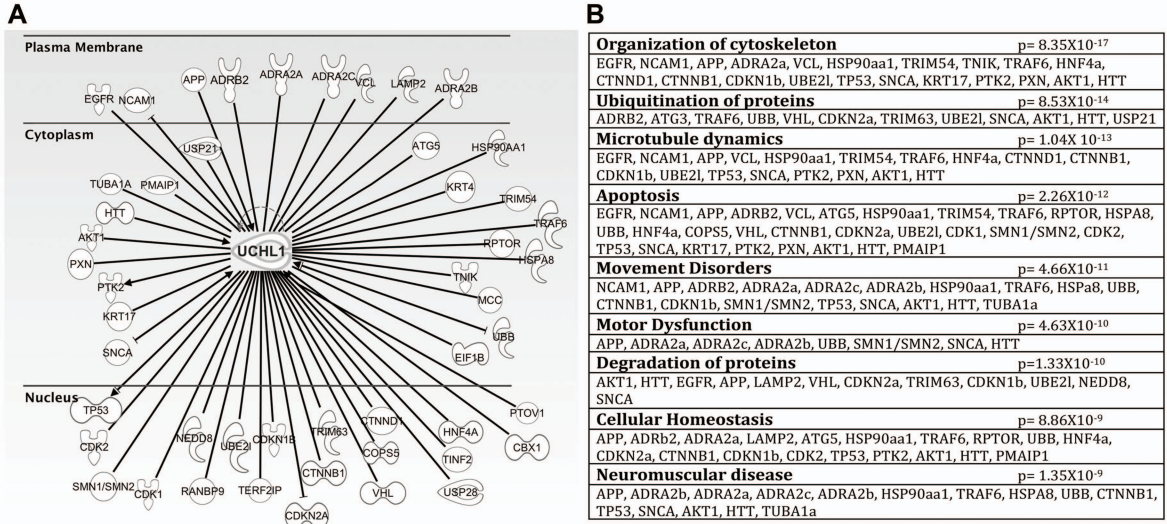 A
Plasma Membrane
EGFR
NCAM1
APP
ADRB2
ADRA2A
ADRA2C
VCL
LAMP2
ADRA2B
Cytoplasm
USP21
ATG5
HSP90AA1
TUBA1A
PMAIP1
KRT4
TRIM54
HTT
TRAF6
AKT1
UCHL1
RPTOR
PXN
HSPA8
PTK2
TNIK
MCC
KRT17
UBB
SNCA
EIF1B
Nucleus
TP53
PTOV1
CDK2
NEDD8
UBE2I
CDKN1B
TRIM63
CTNND1
HNF4A
CBX1
COPS5
TINF2
CTNNB1
SMN1/SMN2
CDK1
RANBP9
TERF2IP
VHL
USP28
CDKN2A
B
Organization of cytoskeleton p= 8.35X10-17
EGFR, NCAM1, APP, ADRA2a, VCL, HSP90aa1, TRIM54, TNIK, TRAF6, HNF4a,
CTNND1, CTNNB1, CDKN1b, UBE2l, TP53, SNCA, KRT17, PTK2, PXN, AKT1, HTT
Ubiquitination of proteins p= 8.53X10-14
ADRB2, ATG3, TRAF6, UBB, VHL, CDKN2a, TRIM63, UBE2l, SNCA, AKT1, HTT, USP21
Microtubule dynamics p= 1.04X 10-13
EGFR, NCAM1, APP, VCL, HSP90aa1, TRIM54, TRAF6, HNF4a, CTNND1, CTNNB1,
CDKN1b, UBE2l, TP53, SNCA, PTK2, PXN, AKT1, HTT
Apoptosis p= 2.26X10-12
EGFR, NCAM1, APP, ADRB2, VCL, ATG5, HSP90aa1, TRIM54, TRAF6, RPTOR, HSPA8,
UBB, HNF4a, COPS5, VHL, CTNNB1, CDKN2a, UBE2l, CDK1, SMN1/SMN2, CDK2,
TP53, SNCA, KRT17, PTK2, PXN, AKT1, HTT, PMAIP1
Movement Disorders p= 4.66X10-11
NCAM1, APP, ADRB2, ADRA2a, ADRA2c, ADRA2b, HSP90aa1, TRAF6, HSPa8, UBB,
CTNNB1, CDKN1b, SMN1/SMN2, TP53, SNCA, AKT1, HTT, TUBA1a
Motor Dysfunction p= 4.63X10-10
APP, ADRA2a, ADRA2c, ADRA2b, UBB, SMN1/SMN2, SNCA, HTT
Degradation of proteins p=1.33X10-10
AKT1, HTT, EGFR, APP, LAMP2, VHL, CDKN2a, TRIM63, CDKN1b, UBE2l, NEDD8,
SNCA
Cellular Homeostasis p= 8.86X10-9
APP, ADRb2, ADRA2a, LAMP2, ATG5, HSP90aa1, TRAF6, RPTOR, UBB, HNF4a,
CDKN2a, CTNNB1, CDKN1b, CDK2, TP53, PTK2, AKT1, HTT, PMAIP1
Neuromuscular disease p= 1.35X10-9
APP, ADRA2b, ADRA2a, ADRA2c, ADRA2b, HSP90aa1, TRAF6, HSPA8, UBB, CTNNB1,
TP53, SNCA, AKT1, HTT, TUBA1a